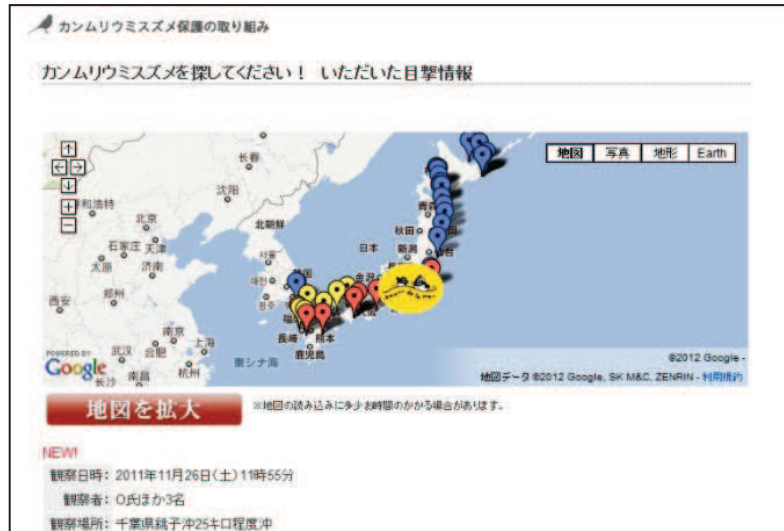 カンムリウミスズメ保護の取り組み
カンムリウミスズメを探してください！ いただいた目撃情報
地図 写真 地形 Earth
長春
沈阳
北京
北朝鮮
秋田
日本 新潟
石家庄 天津
太原 济南
金沢
西安 郑州
南京
上海
武汉 合肥
杭州
长沙 南昌
長崎 熊本
鹿児島
東シナ海
POWERED BY
Google
©2012 Google -
地図データ ©2012 Google, SK M&C, ZENRIN - 利用規約
地図を拡大
※地図の読み込みに多少お時間のかかる場合があります。
NEW!
観察日時： 2011年11月26日(土)11時55分
観察者： O氏ほか3名
観察場所： 千葉県銚子沖25キロ程度沖